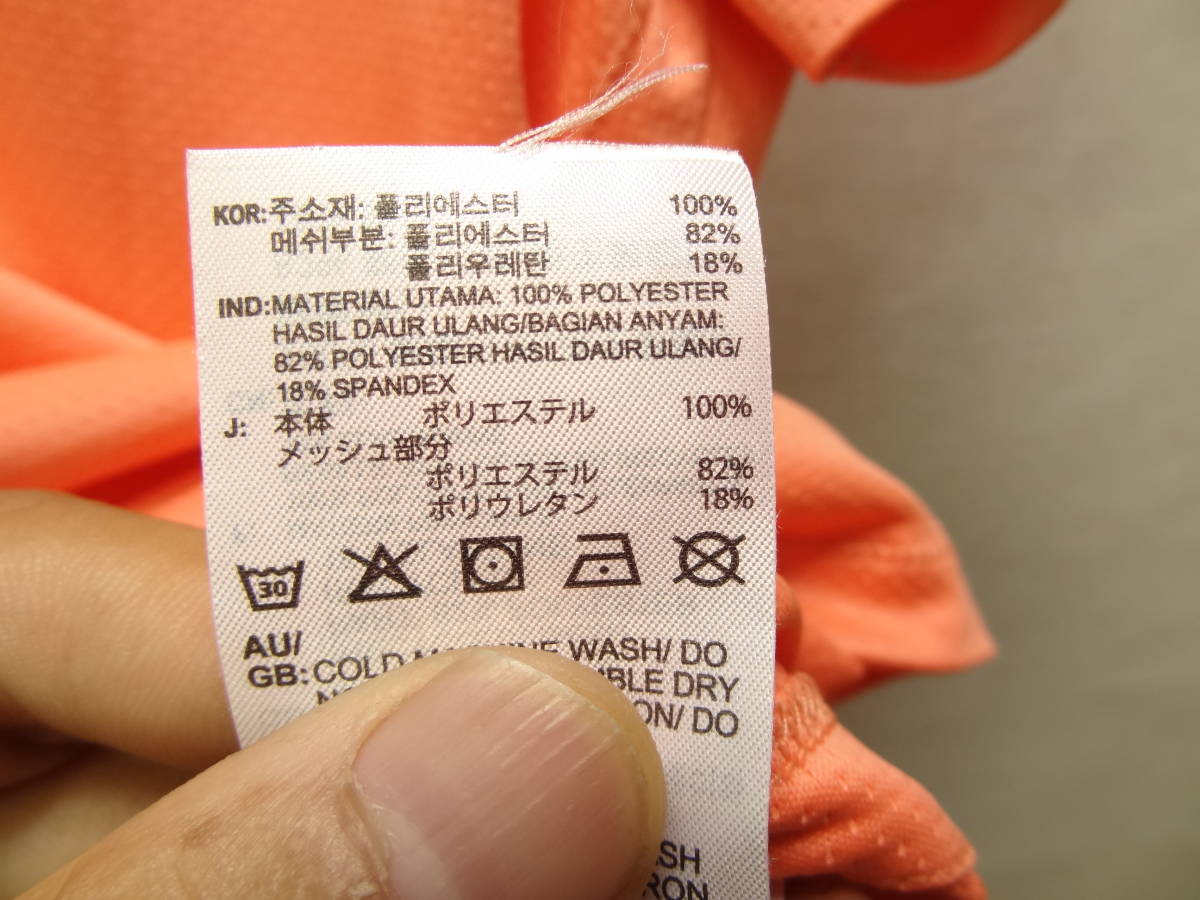 KOR: 주소재: 폴리에스터 100%
메쉬부분: 폴리에스터 82%
폴리우레탄 18%
IND: MATERIAL UTAMA: 100% POLYESTER
HASIL DAUR ULANG/BAGIAN ANYAM:
82% POLYESTER HASIL DAUR ULANG/
18% SPANDEX
J: 本体 ポリエステル 100%
メッシュ部分
ポリエステル 82%
ポリウレタン 18%
30
AU/
GB: COLD WASH/ DO
DRY
DO